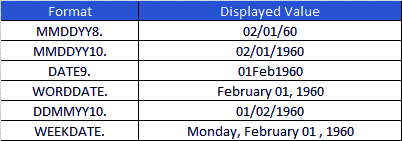 Format Displayed Value
MMDDYY8. 02/01/60
MMDDYY10. 02/01/1960
DATE9. 01Feb1960
WORDDATE. February 01, 1960
DDMMYY10. 01/02/1960
WEEKDATE. Monday, February 01 , 1960